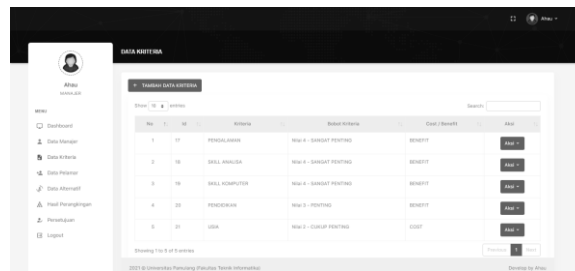 Ahau
DATA KRITERIA
Ahau
MANAJER
+ TAMBAH DATA KRITERIA
Show 10 entries
Search:
MENU
Dashboard
Data Manajer
Data Kriteria
Data Pelamar
Data Alternatif
Hasil Perangkingan
Persetujuan
Logout
No Id Kriteria Bobot Kriteria Cost / Benefit Aksi
1 17 PENGALAMAN Nilai 4 - SANGAT PENTING BENEFIT Aksi
2 18 SKILL ANALISA Nilai 4 - SANGAT PENTING BENEFIT Aksi
3 19 SKILL KOMPUTER Nilai 4 - SANGAT PENTING BENEFIT Aksi
4 20 PENDIDIKAN Nilai 3 - PENTING BENEFIT Aksi
5 21 USIA Nilai 2 - CUKUP PENTING COST Aksi
Showing 1 to 5 of 5 entries
Previous 1 Next
2021 © Universitas Pamulang (Fakultas Teknik Informatika)
Develop by Ahau